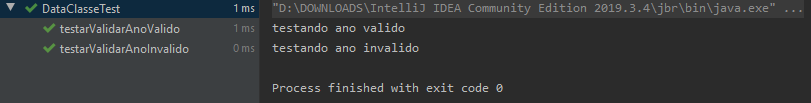 DataClasseTest 1 ms
testarValidarAnoValido 1 ms
testarValidarAnoInvalido 0 ms
"D:\DOWNLOADS\IntelliJ IDEA Community Edition 2019.3.4\jbr\bin\java.exe" ...
testando ano valido
testando ano invalido
Process finished with exit code 0